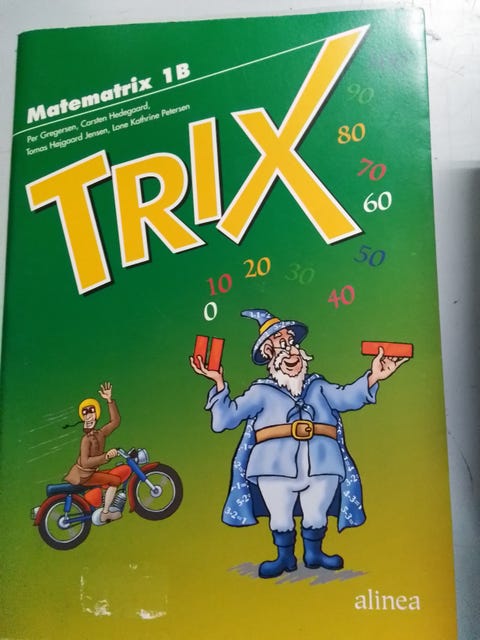 Matematrix 1B
Per Gregersen, Carsten Hedegaard,
Tomas Højgaard Jensen, Lone Kathrine Petersen
TRIX
90
80
70
60
50
40
30
20
10
0
alinea